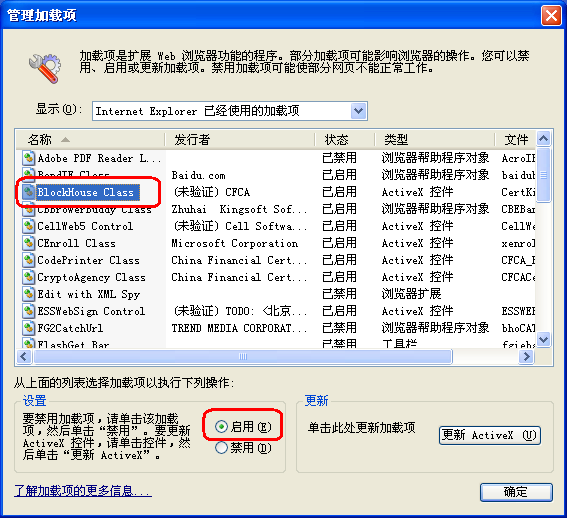 管理加载项
加载项是扩展 Web 浏览器功能的程序。部分加载项可能影响浏览器的操作。您可以禁
用、启用或更新加载项。禁用加载项可能使部分网页不能正常工作。
显示(O): Internet Explorer 已经使用的加载项
名称 发行者 状态 类型 文件
Adobe PDF Reader L... 已禁用 浏览器帮助程序对象 AcroIE
BandIE Class Baidu.com 已启用 浏览器帮助程序对象 baidub
BlockHouse Class (未验证) CFCA 已启用 ActiveX 控件 CertKi
CBBrowerBuddy Class Zhuhai Kingsoft Sof... 已启用 浏览器帮助程序对象 CBEBar
CellWeb5 Control (未验证) Cell Softwa... 已启用 ActiveX 控件 CellWe
CEnroll Class Microsoft Corporation 已启用 ActiveX 控件 xenrol
CodePrinter Class China Financial Cert... 已启用 ActiveX 控件 CFCA_E
CryptoAgency Class China Financial Cert... 已启用 ActiveX 控件 CFCACe
Edit with XML Spy 已禁用 浏览器扩展
ESSWebSign Control (未验证) TODO: <北京... 已启用 ActiveX 控件 ESSWEB
FG2CatchUrl TREND MEDIA CORPORAT... 已禁用 浏览器帮助程序对象 bhoCAT
FlashGet Bar 已禁用 工具栏 fgieba
从上面的列表选择加载项以执行下列操作:
设置
要禁用加载项，请单击该加载
项，然后单击“禁用”。要更新
ActiveX 控件，请单击控件，然
后单击“更新 ActiveX”。
启用(E)
禁用(D)
更新
单击此处更新加载项
更新 ActiveX (U)
了解加载项的更多信息...
确定